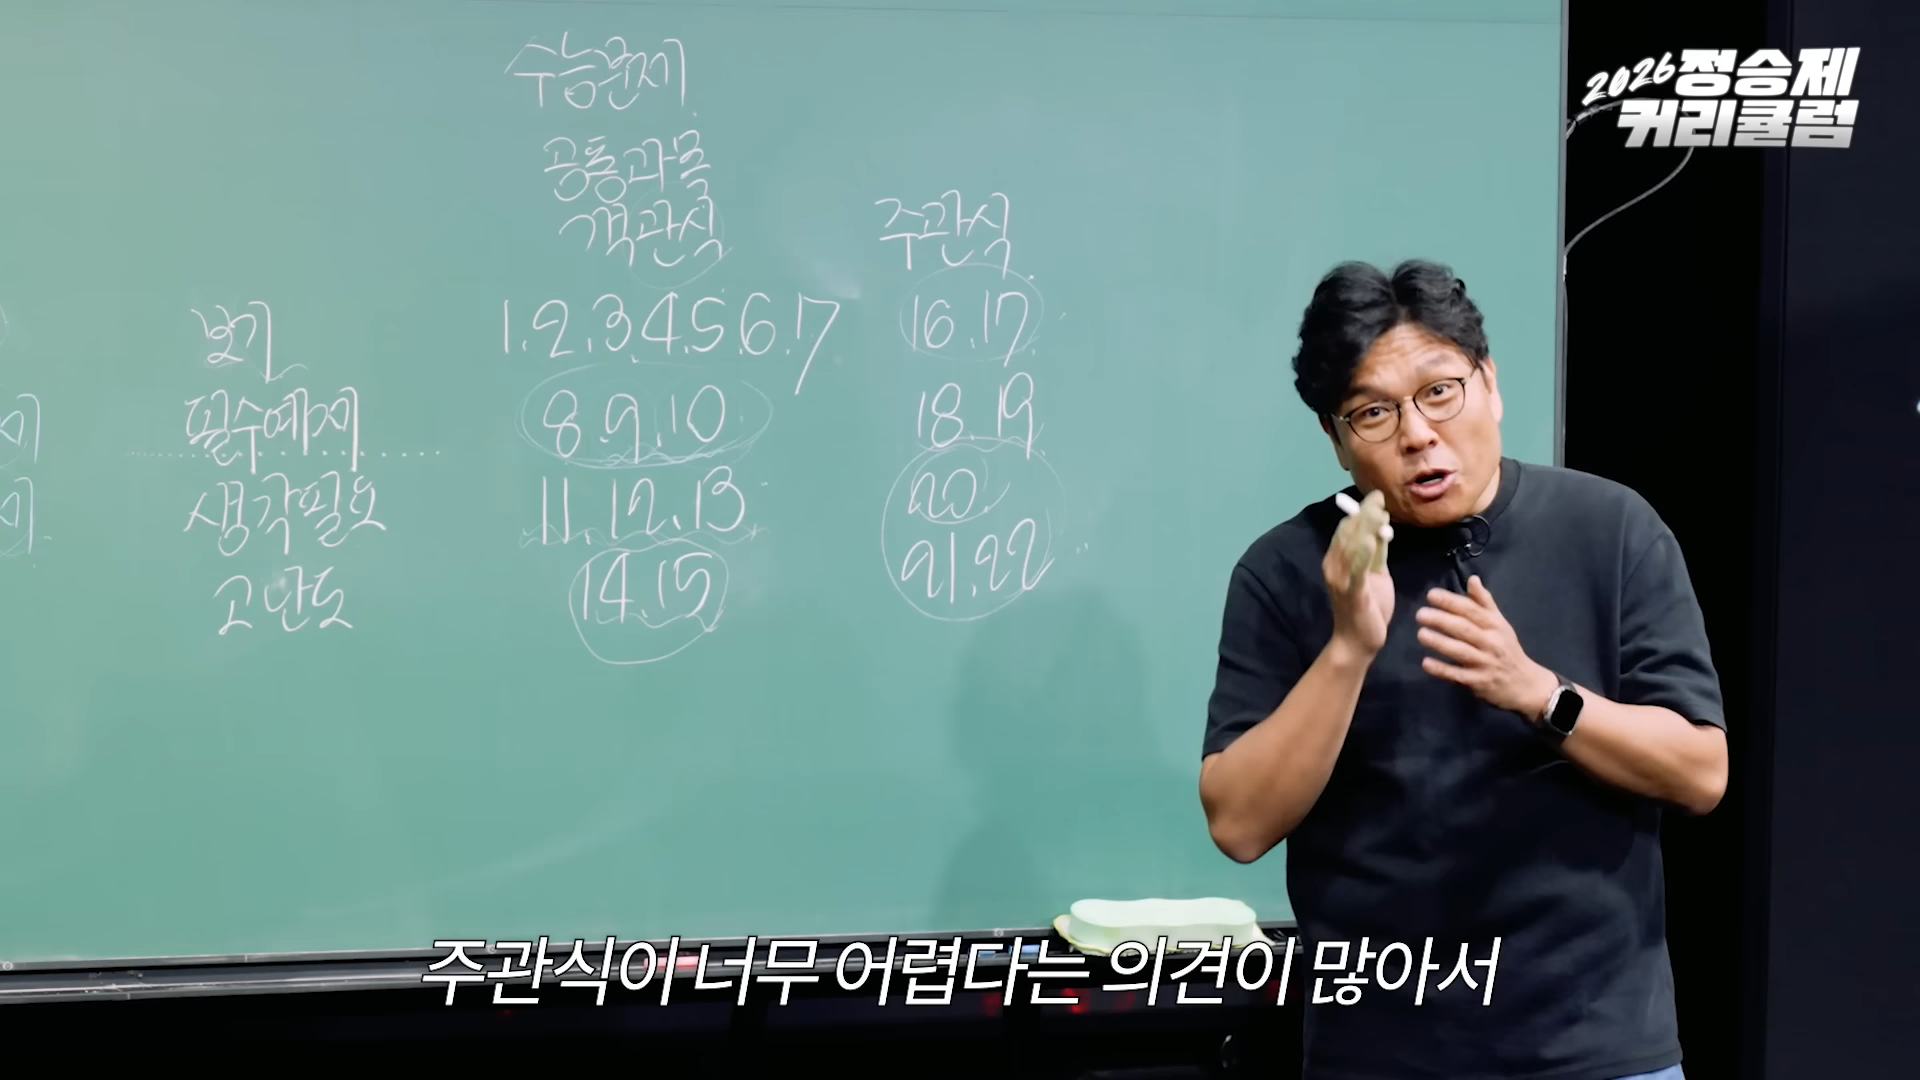 2026 정승제
커리큘럼
수능문제
공통과목
객관식
주관식
보기 1.2.3.4.5.6.17 16.17
필수예제 8.9.10 18.19
생각필요 11.12.13 20
고난도 14.15 21.22
주관식이 너무 어렵다는 의견이 많아서